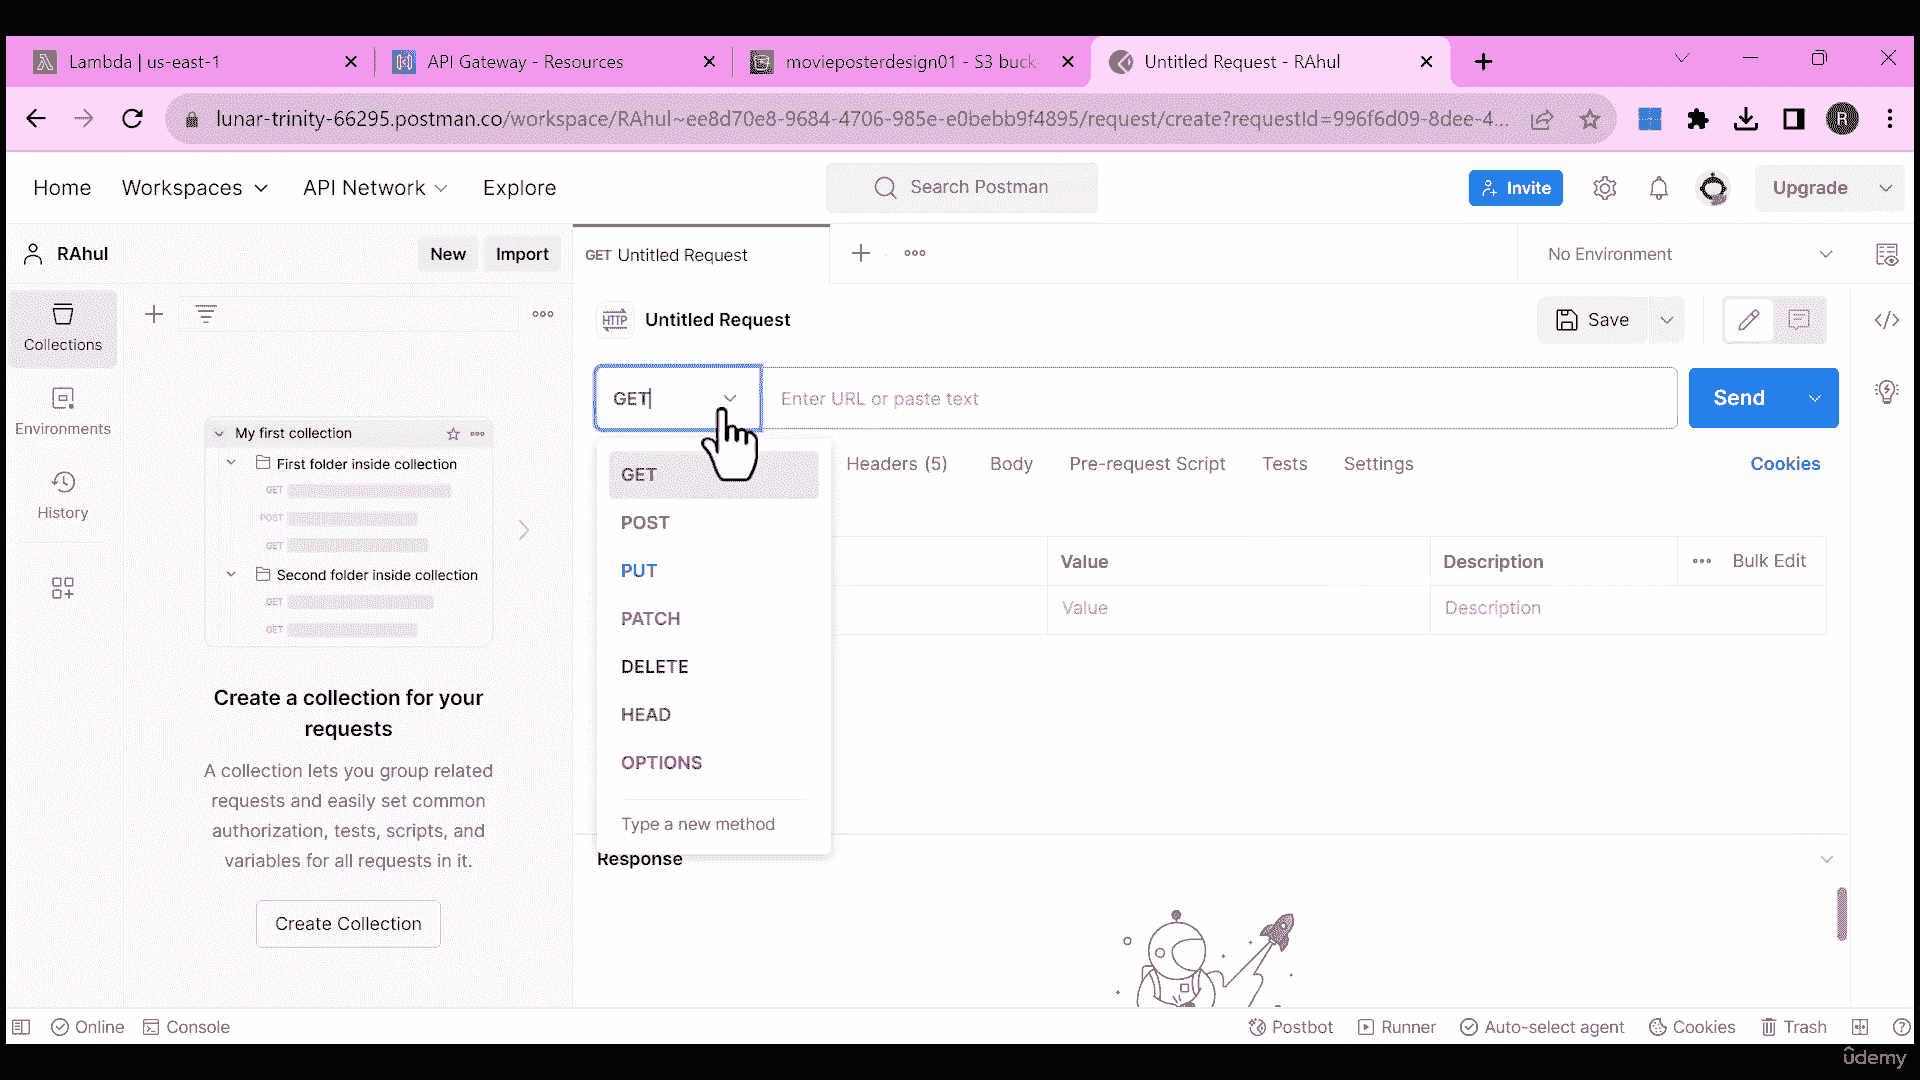 Lambda | us-east-1
API Gateway - Resources
movieposterdesign01 - S3 buck
Untitled Request - RAhul
lunar-trinity-66295.postman.co/workspace/RAhul~ee8d70e8-9684-4706-985e-e0bebb9f4895/request/create?requestId=996f6d09-8dee-4...
R
Home
Workspaces
API Network
Explore
Search Postman
Invite
Upgrade
RAhul
New
Import
GET Untitled Request
No Environment
Collections
HTTP
Untitled Request
Save
GET
Enter URL or paste text
Send
Environments
My first collection
First folder inside collection
GET
POST
GET
Second folder inside collection
GET
GET
GET
POST
PUT
PATCH
DELETE
HEAD
OPTIONS
Type a new method
Headers (5)
Body
Pre-request Script
Tests
Settings
Cookies
History
Value
Description
Bulk Edit
Value
Description
Create a collection for your
requests
A collection lets you group related
requests and easily set common
authorization, tests, scripts, and
variables for all requests in it.
Create Collection
Response
Online
Console
Postbot
Runner
Auto-select agent
Cookies
Trash
ûdemy